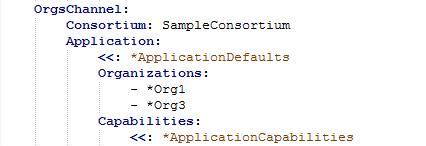 OrgsChannel:
    Consortium: SampleConsortium
    Application:
        <<: *ApplicationDefaults
        Organizations:
            - *Org1
            - *Org3
        Capabilities:
            <<: *ApplicationCapabilities